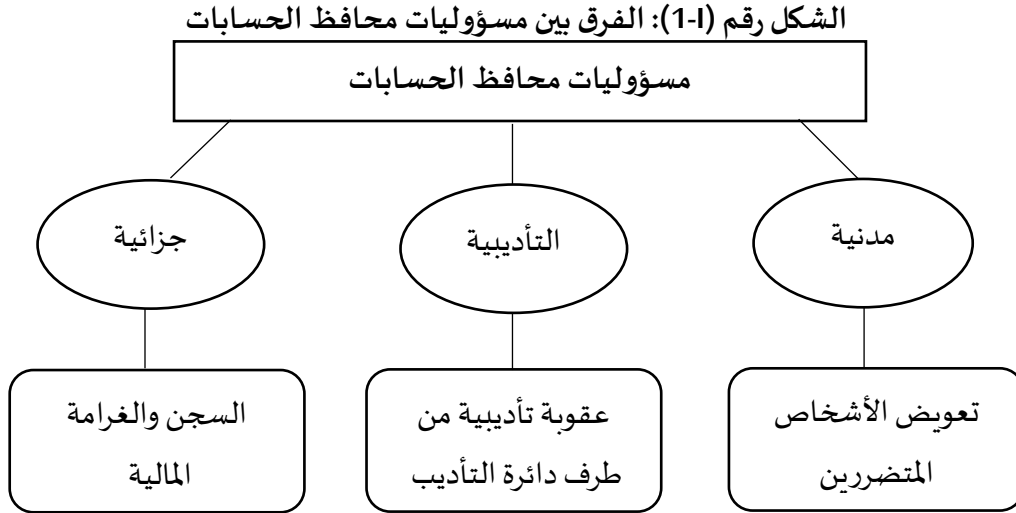 الشكل رقم (I-1): الفرق بين مسؤوليات محافظ الحسابات
مسؤوليات محافظ الحسابات
مدنية
التأديبية
جزائية
تعويض الأشخاص
المتضررين
عقوبة تأديبية من
طرف دائرة التأديب
السجن والغرامة
المالية